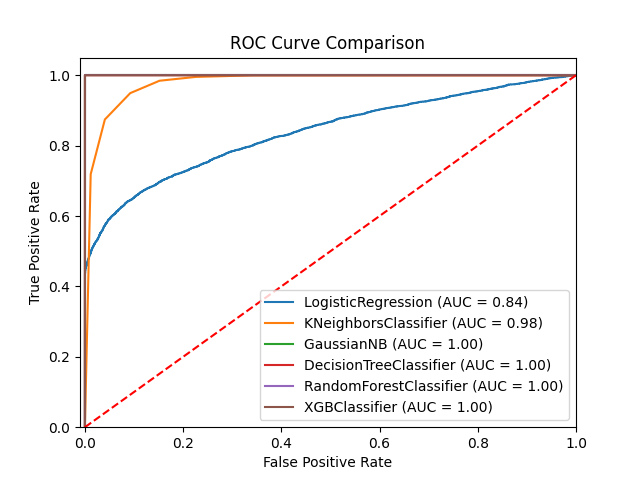 ROC Curve Comparison
1.0
0.8
0.6
0.4
0.2
0.0
True Positive Rate
LogisticRegression (AUC = 0.84)
KNeighborsClassifier (AUC = 0.98)
GaussianNB (AUC = 1.00)
DecisionTreeClassifier (AUC = 1.00)
RandomForestClassifier (AUC = 1.00)
XGBClassifier (AUC = 1.00)
0.0 0.2 0.4 0.6 0.8 1.0
False Positive Rate